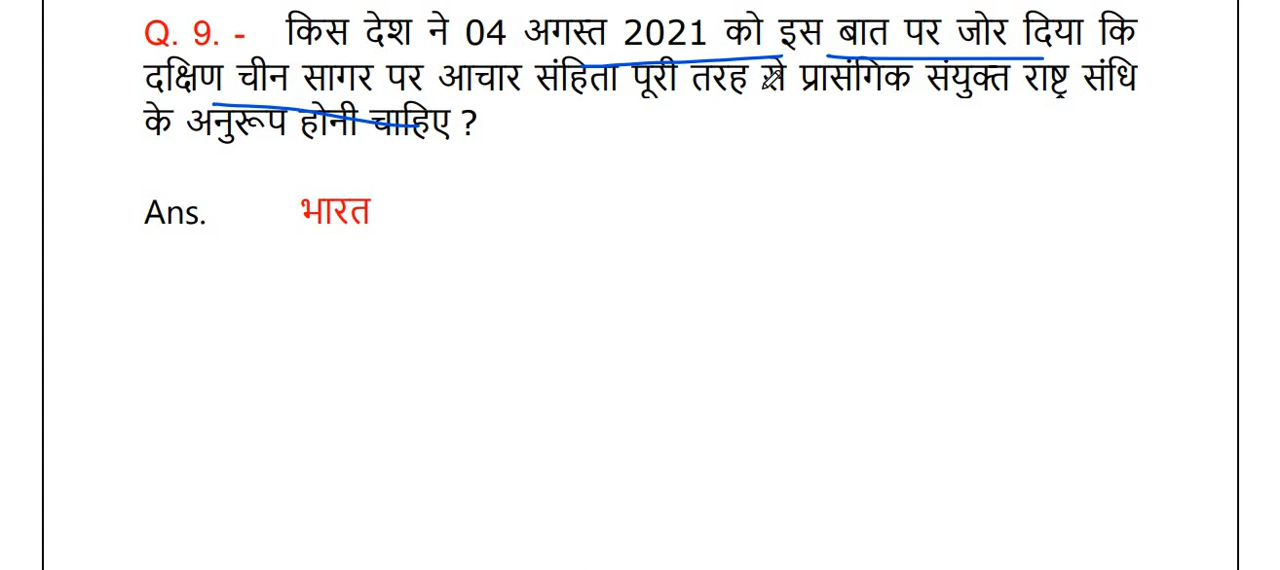 Q. 9. - किस देश ने 04 अगस्त 2021 को इस बात पर जोर दिया कि
दक्षिण चीन सागर पर आचार संहिता पूरी तरह से प्रासंगिक संयुक्त राष्ट्र संधि
के अनुरूप होनी चाहिए ?
Ans. भारत